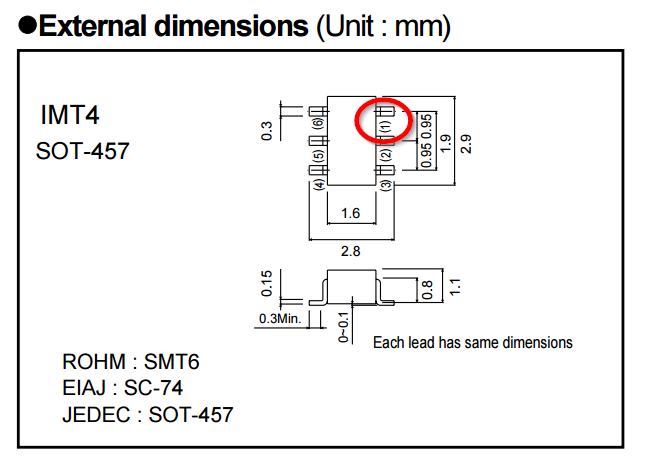 ●External dimensions (Unit : mm)
IMT4
SOT-457
0.3
(6)
(5)
(4)
(1)
(2)
(3)
0.95
0.95
1.9
2.9
1.6
2.8
0.15
0.3Min.
0~0.1
0.8
1.1
Each lead has same dimensions
ROHM : SMT6
EIAJ : SC-74
JEDEC : SOT-457